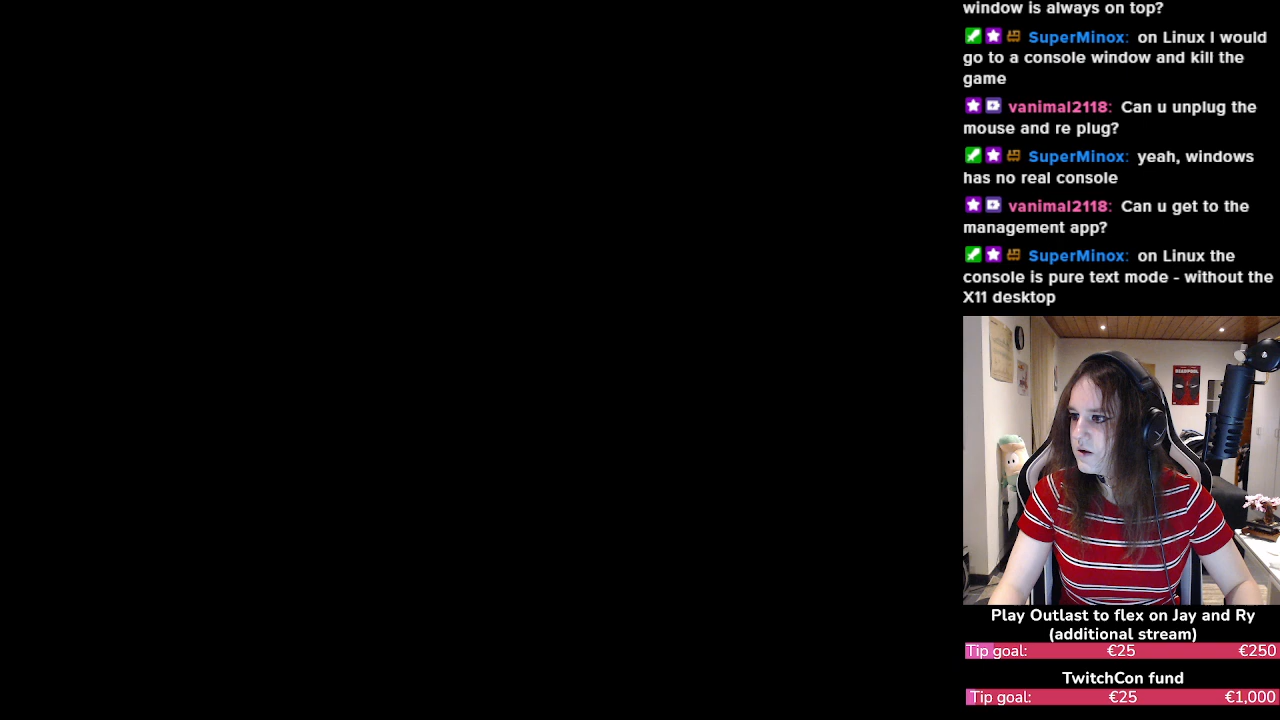 window is always on top?
SuperMinox: on Linux I would
go to a console window and kill the
game
vanimal2118: Can u unplug the
mouse and re plug?
SuperMinox: yeah, windows
has no real console
vanimal2118: Can u get to the
management app?
SuperMinox: on Linux the
console is pure text mode - without the
X11 desktop
DEADPOOL
Play Outlast to flex on Jay and Ry
(additional stream)
Tip goal: €25 €250
TwitchCon fund
Tip goal: €25 €1,000